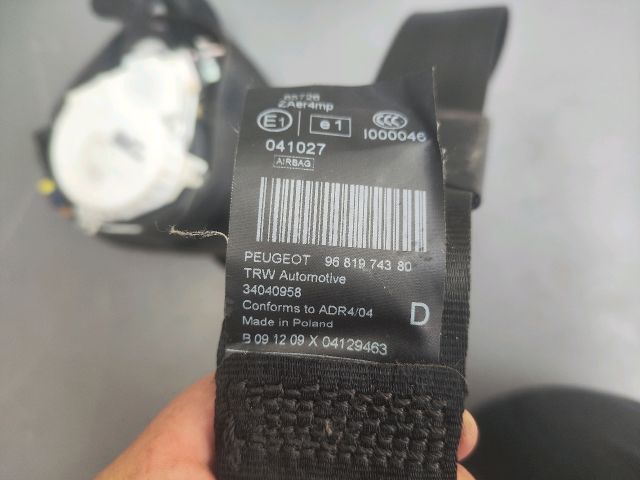 ZAer4mp
E1 e1 CCC I000046
041027
AIRBAG
PEUGEOT 96 819 743 80
TRW Automotive
34040958
Conforms to ADR4/04 D
Made in Poland
B 09 12 09 X 04129463